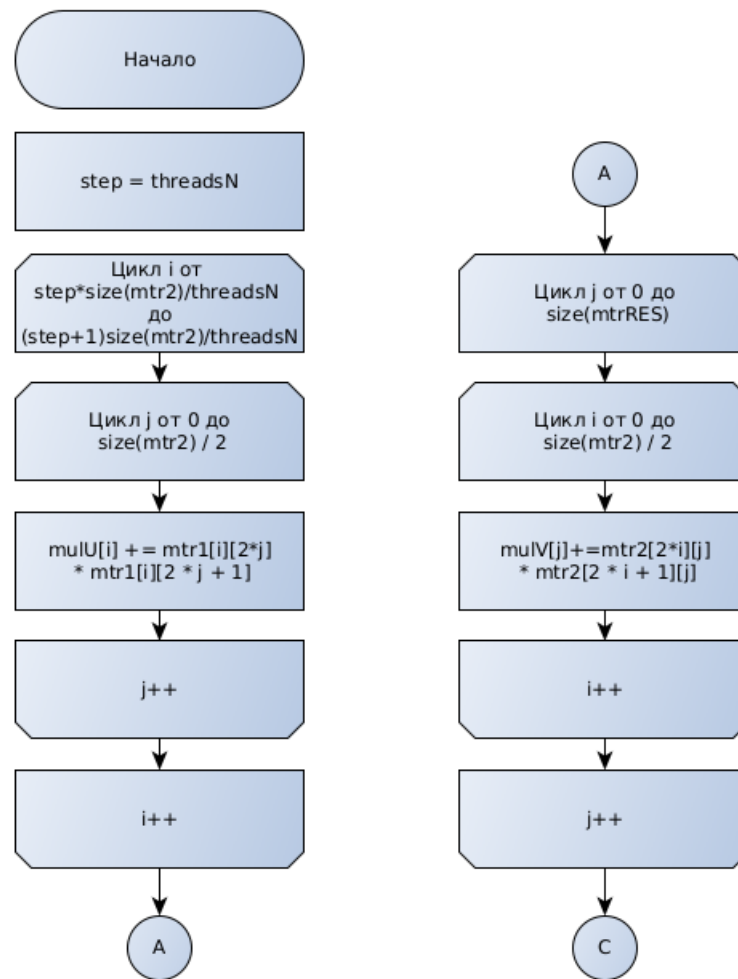 Начало
step = threadsN
Цикл i от
step*size(mtr2)/threadsN
до
(step+1)size(mtr2)/threadsN
Цикл j от 0 до
size(mtr2) / 2
mulU[i] += mtr1[i][2*j]
* mtr1[i][2 * j + 1]
j++
i++
A
A
Цикл j от 0 до
size(mtrRES)
Цикл i от 0 до
size(mtr2) / 2
mulV[j]+=mtr2[2*i][j]
* mtr2[2 * i + 1][j]
i++
j++
C